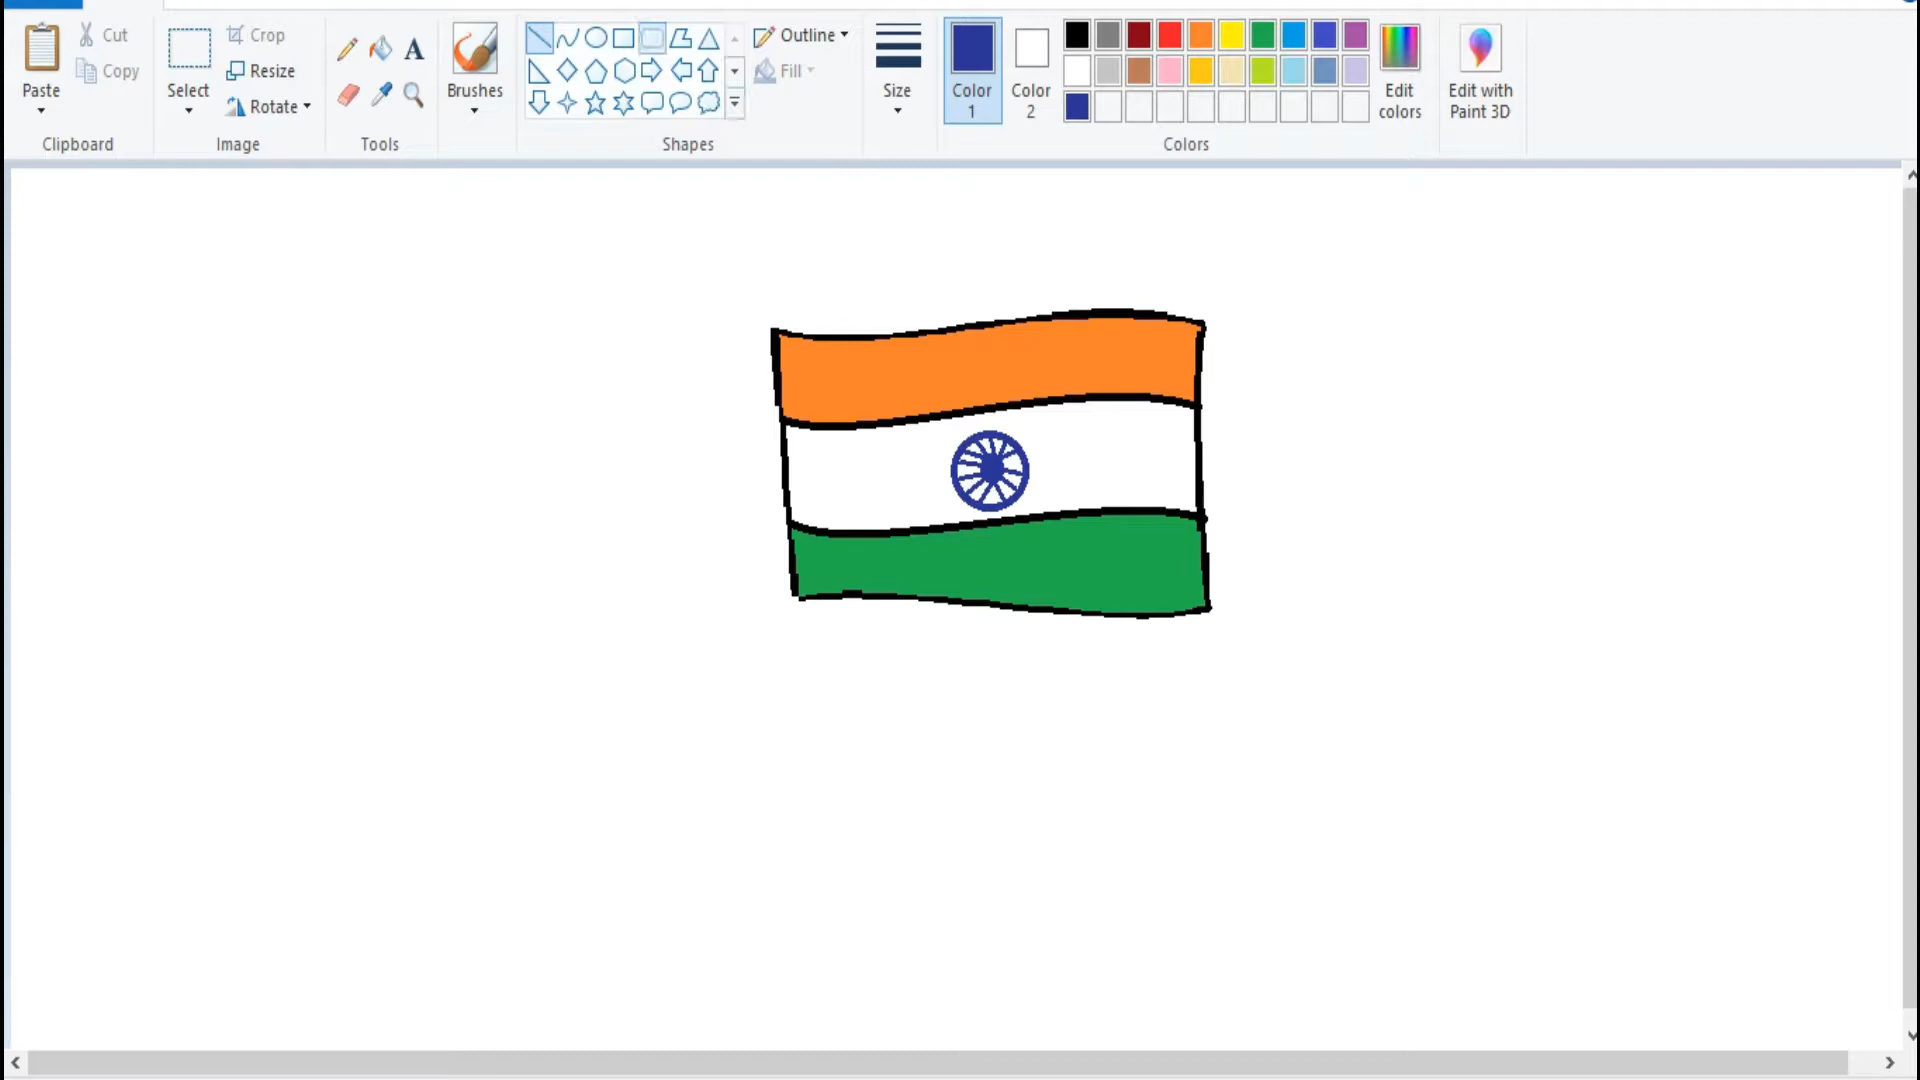 Paste
Cut
Copy
Clipboard
Select
Crop
Resize
Rotate
Image
A
Tools
Brushes
Shapes
Outline
Fill
Size
Color 1
Color 2
Edit colors
Colors
Edit with Paint 3D